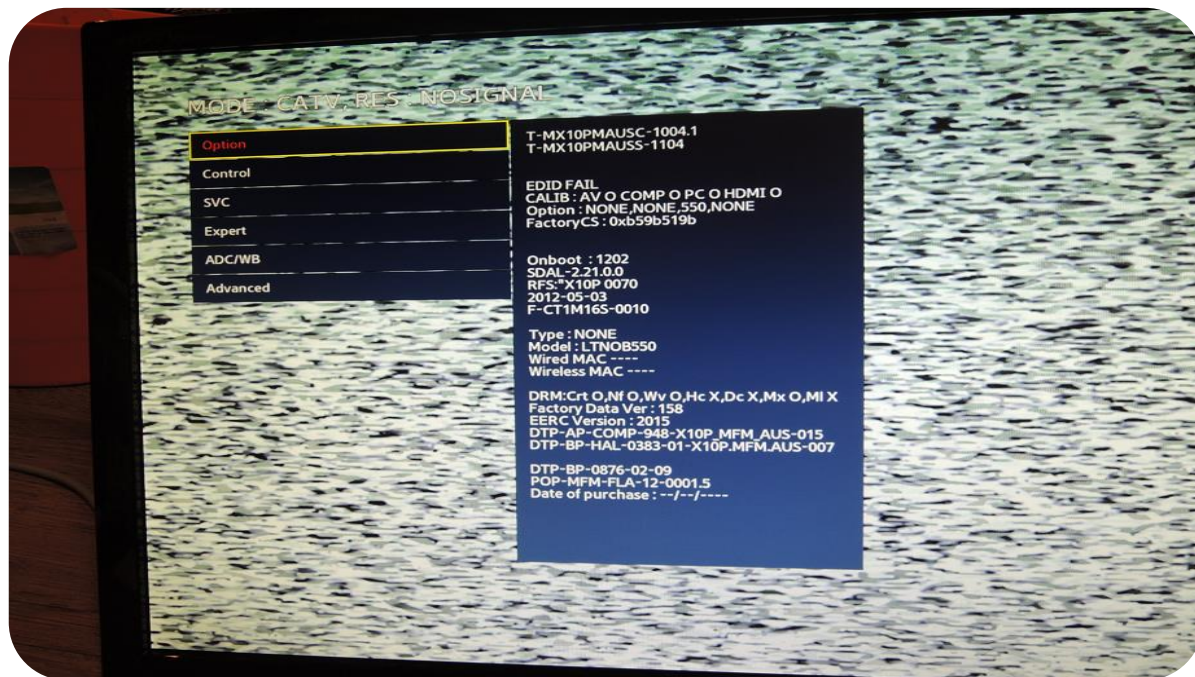 MODE : CATV, RES : NOSIGNAL
Option
Control
SVC
Expert
ADC/WB
Advanced
T-MX10PMAUSC-1004.1
T-MX10PMAUSS-1104
EDID FAIL
CALIB : AV O COMP O PC O HDMI O
Option : NONE,NONE,550,NONE
FactoryCS : 0xb59b519b
Onboot : 1202
SDAL-2.21.0.0
RFS:"X10P 0070
2012-05-03
F-CT1M16S-0010
Type : NONE
Model : LTNOB550
Wired MAC ----
Wireless MAC ----
DRM:Crt O,Nf O,Wv O,Hc X,Dc X,Mx O,Ml X
Factory Data Ver : 158
EERC Version : 2015
DTP-AP-COMP-948-X10P_MFM_AUS-015
DTP-BP-HAL-0383-01-X10P.MFM.AUS-007
DTP-BP-0876-02-09
POP-MFM-FLA-12-0001.5
Date of purchase : --/--/----